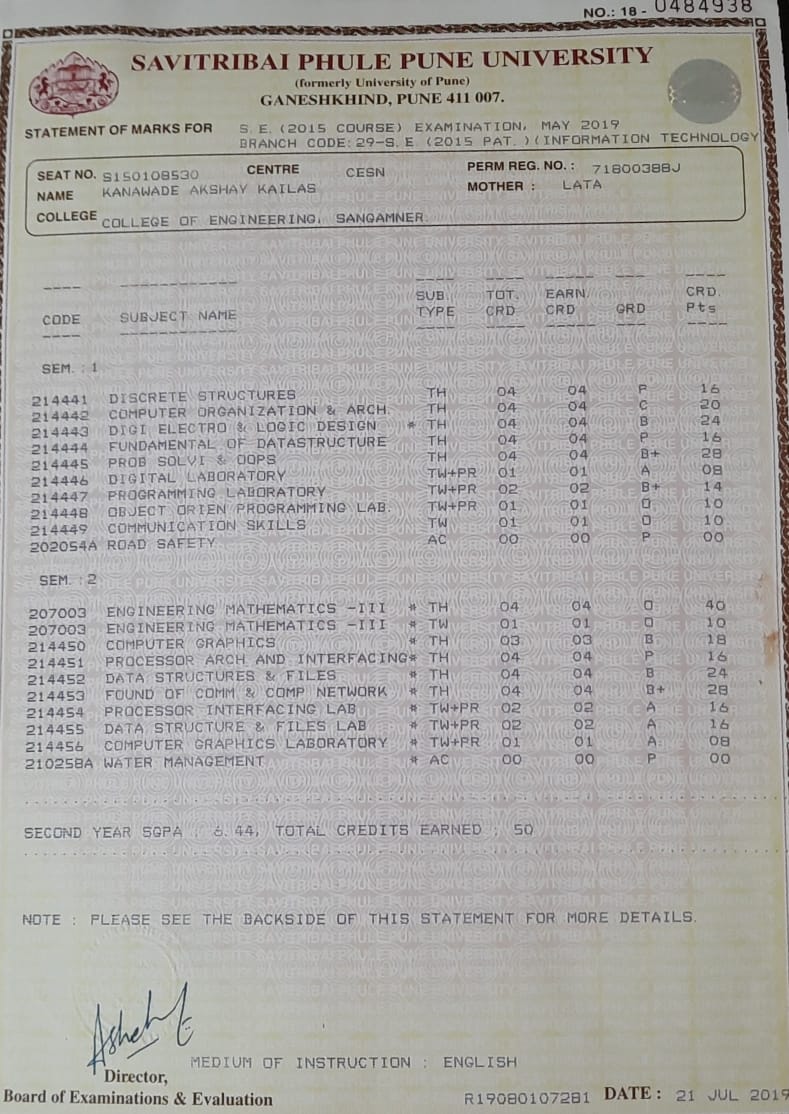 NO.: 18 - 0484938
SAVITRIBAI PHULE PUNE UNIVERSITY
(formerly University of Pune)
GANESHKHIND, PUNE 411 007.
STATEMENT OF MARKS FOR S. E. (2015 COURSE) EXAMINATION, MAY 2019
BRANCH CODE: 29-S. E. (2015 PAT. )(INFORMATION TECHNOLOGY
SEAT NO. S150108530 CENTRE CESN PERM REG. NO. : 71800388J
NAME KANAWADE AKSHAY KAILAS MOTHER : LATA
COLLEGE COLLEGE OF ENGINEERING, SANGAMNER.
SUB. TOT. EARN. CRD.
CODE SUBJECT NAME TYPE CRD CRD GRD Pts
SEM. : 1
214441 DISCRETE STRUCTURES TH 04 04 P 16
214442 COMPUTER ORGANIZATION & ARCH. TH 04 04 C 20
214443 DIGI ELECTRO & LOGIC DESIGN * TH 04 04 B 24
214444 FUNDAMENTAL OF DATASTRUCTURE TH 04 04 P 16
214445 PROB SOLVI & OOPS TH 04 04 B+ 28
214446 DIGITAL LABORATORY TW+PR 01 01 A 08
214447 PROGRAMMING LABORATORY TW+PR 02 02 B+ 14
214448 OBJECT ORIEN PROGRAMMING LAB. TW+PR 01 01 O 10
214449 COMMUNICATION SKILLS TW 01 01 O 10
202054A ROAD SAFETY AC 00 00 P 00
SEM. : 2
207003 ENGINEERING MATHEMATICS -III * TH 04 04 O 40
207003 ENGINEERING MATHEMATICS -III * TW 01 01 O 10
214450 COMPUTER GRAPHICS * TH 03 03 B 18
214451 PROCESSOR ARCH AND INTERFACING* TH 04 04 P 16
214452 DATA STRUCTURES & FILES * TH 04 04 B 24
214453 FOUND OF COMM & COMP NETWORK * TH 04 04 B+ 28
214454 PROCESSOR INTERFACING LAB * TW+PR 02 02 A 16
214455 DATA STRUCTURE & FILES LAB * TW+PR 02 02 A 16
214456 COMPUTER GRAPHICS LABORATORY * TW+PR 01 01 A 08
210258A WATER MANAGEMENT * AC 00 00 P 00
SECOND YEAR SGPA : 6.44, TOTAL CREDITS EARNED : 50
NOTE : PLEASE SEE THE BACKSIDE OF THIS STATEMENT FOR MORE DETAILS.
MEDIUM OF INSTRUCTION : ENGLISH
Director,
Board of Examinations & Evaluation R19080107281 DATE : 21 JUL 2019